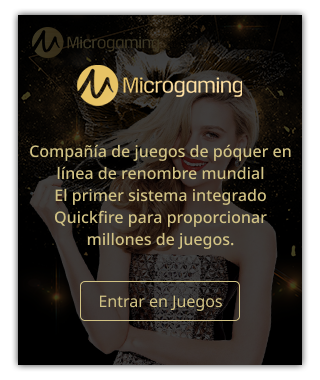 Microgaming
Microgaming
Compañía de juegos de póquer en
línea de renombre mundial
El primer sistema integrado
Quickfire para proporcionar
millones de juegos.
Entrar en Juegos